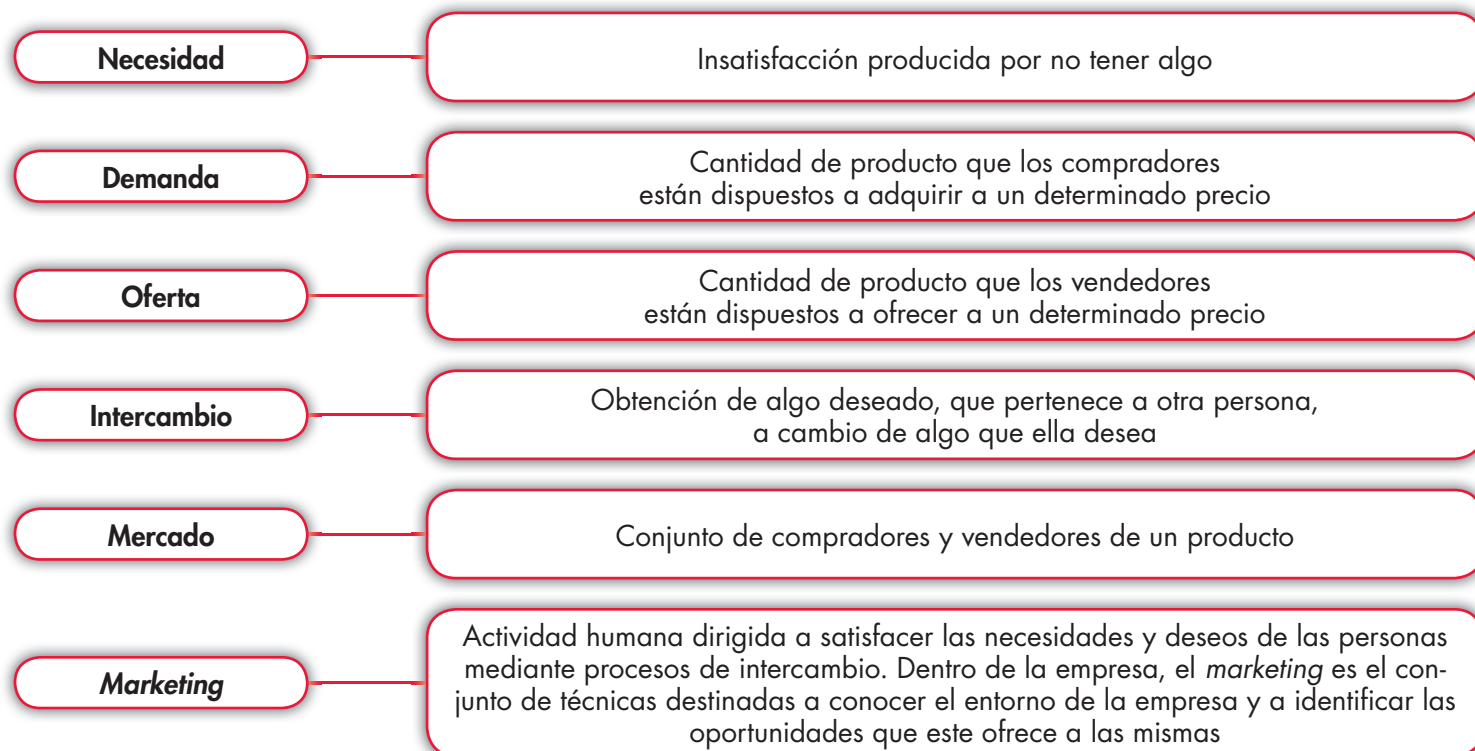 Necesidad
Insatisfacción producida por no tener algo
Demanda
Cantidad de producto que los compradores
están dispuestos a adquirir a un determinado precio
Oferta
Cantidad de producto que los vendedores
están dispuestos a ofrecer a un determinado precio
Intercambio
Obtención de algo deseado, que pertenece a otra persona,
a cambio de algo que ella desea
Mercado
Conjunto de compradores y vendedores de un producto
Marketing
Actividad humana dirigida a satisfacer las necesidades y deseos de las personas
mediante procesos de intercambio. Dentro de la empresa, el marketing es el con-
junto de técnicas destinadas a conocer el entorno de la empresa y a identificar las
oportunidades que este ofrece a las mismas